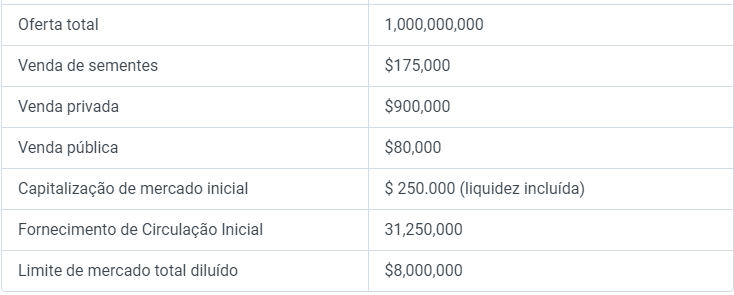 Oferta total 1,000,000,000
Venda de sementes $175,000
Venda privada $900,000
Venda pública $80,000
Capitalização de mercado inicial $ 250.000 (liquidez incluída)
Fornecimento de Circulação Inicial 31,250,000
Limite de mercado total diluído $8,000,000